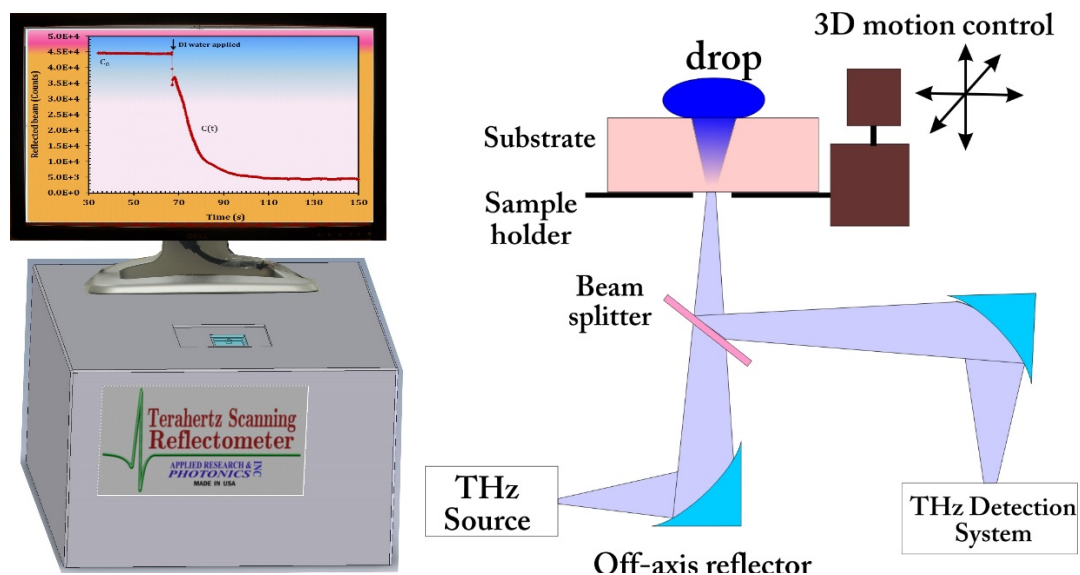 5.0E+4
4.5E+4
4.0E+4
3.5E+4
3.0E+4
2.5E+4
2.0E+4
1.5E+4
1.0E+4
5.0E+3
0.0E+0
Reflected beam (Counts)
DI water applied
C₀
C(t)
30 50 70 90 110 130 150
Time (s)
Terahertz Scanning
Reflectometer
APPLIED RESEARCH &
PHOTONICS INC
MADE IN USA
3D motion control
drop
Substrate
Sample
holder
Beam
splitter
THz
Source
THz Detection
System
Off-axis reflector